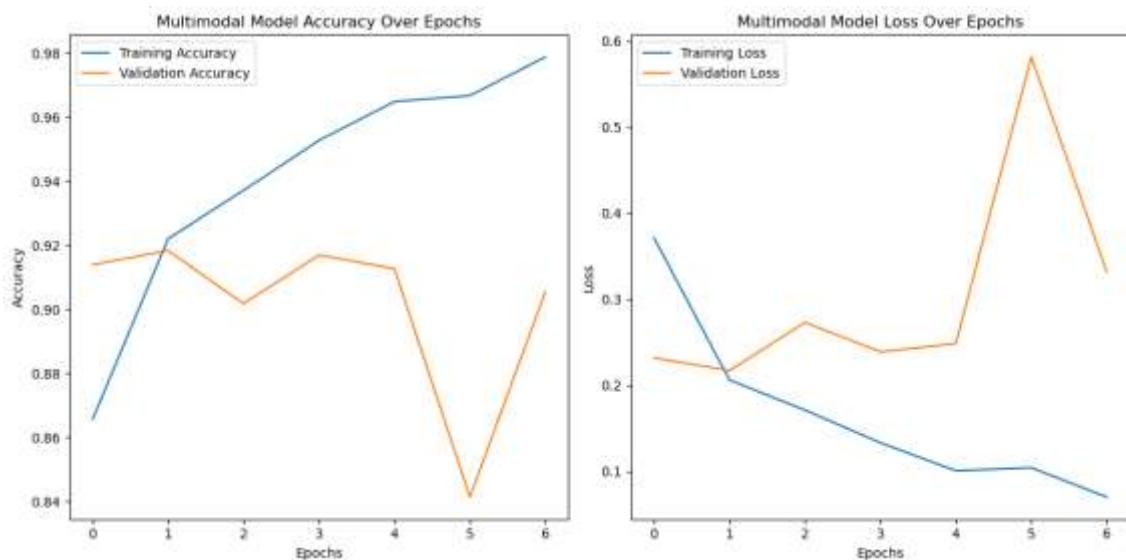 Multimodal Model Accuracy Over Epochs
Training Accuracy
Validation Accuracy
0.98
0.96
0.94
0.92
0.90
0.88
0.86
0.84
Accuracy
0 1 2 3 4 5 6
Epochs
Multimodal Model Loss Over Epochs
Training Loss
Validation Loss
0.6
0.5
0.4
0.3
0.2
0.1
Loss
0 1 2 3 4 5 6
Epochs